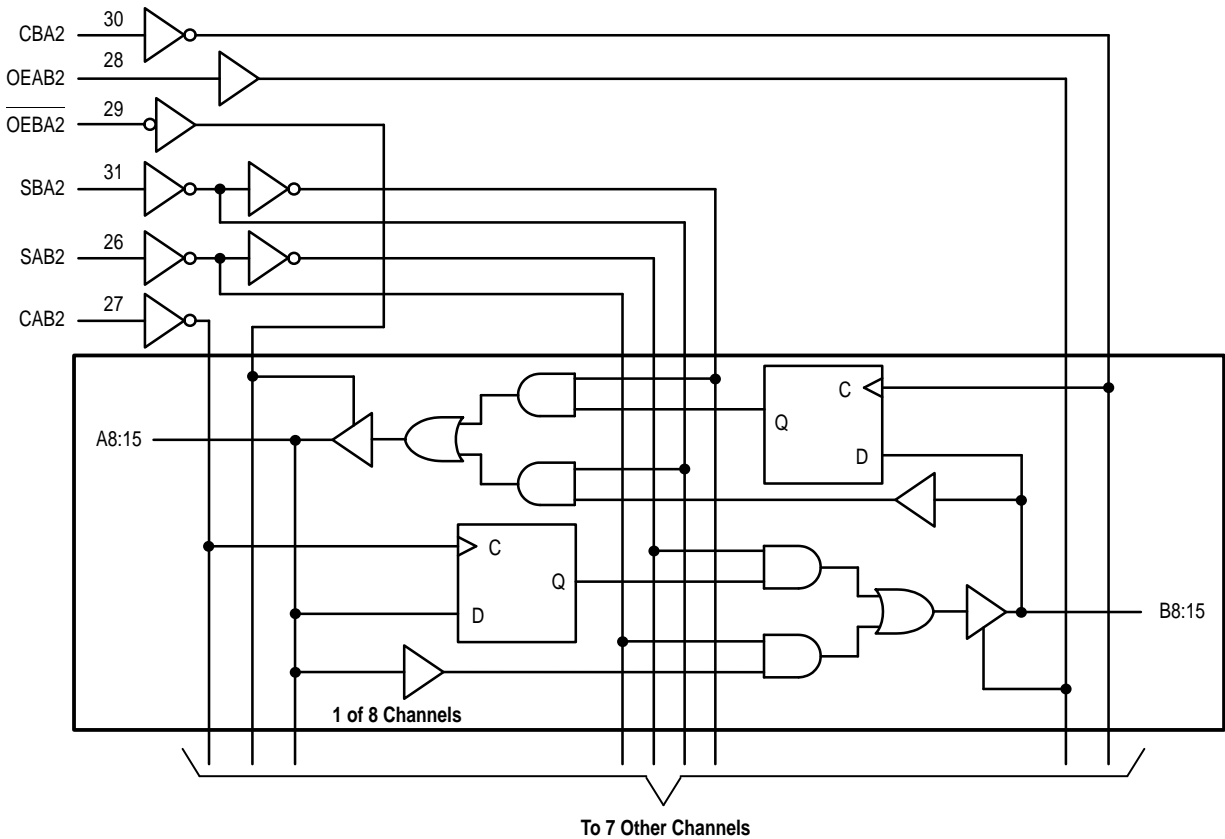 CBA2 30
OEAB2 28
OEBA2 29
SBA2 31
SAB2 26
CAB2 27
C
Q
A8:15
D
C
Q
D
B8:15
1 of 8 Channels
To 7 Other Channels